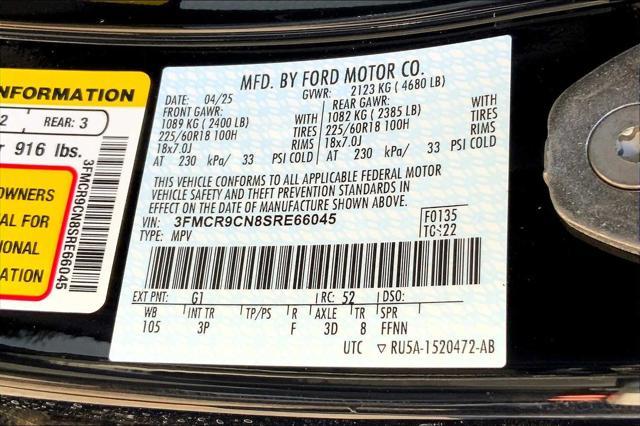 NFORMATION
2 REAR: 3
r 916 lbs.
OWNERS
AL FOR
ONAL
ATION
3FMCR9CN8SRE66045
MFD. BY FORD MOTOR CO.
DATE: 04/25 GVWR: 2123 KG ( 4680 LB)
FRONT GAWR: REAR GAWR:
1089 KG ( 2400 LB) WITH 1082 KG ( 2385 LB) WITH
225/60R18 100H TIRES 225/60R18 100H TIRES
18x7.0J RIMS 18x7.0J RIMS
AT 230 kPa/ 33 PSI COLD AT 230 kPa/ 33 PSI COLD
THIS VEHICLE CONFORMS TO ALL APPLICABLE FEDERAL MOTOR
VEHICLE SAFETY AND THEFT PREVENTION STANDARDS IN
EFFECT ON THE DATE OF MANUFACTURE SHOWN ABOVE.
VIN: 3FMCR9CN8SRE66045 F0135
TYPE: MPV
EXT PNT: G1 RC: 52 DSO:
WB INT TR TP/PS R AXLE TR SPR
105 3P F 3D 8 FFNN
UTC ▽ RU5A-1520472-AB